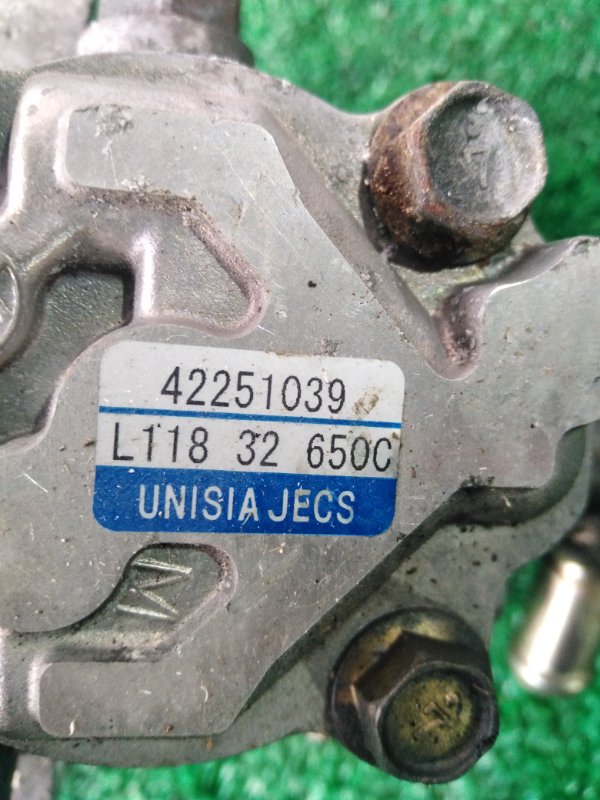 42251039
L118 32 650C
UNISIA JECS
M